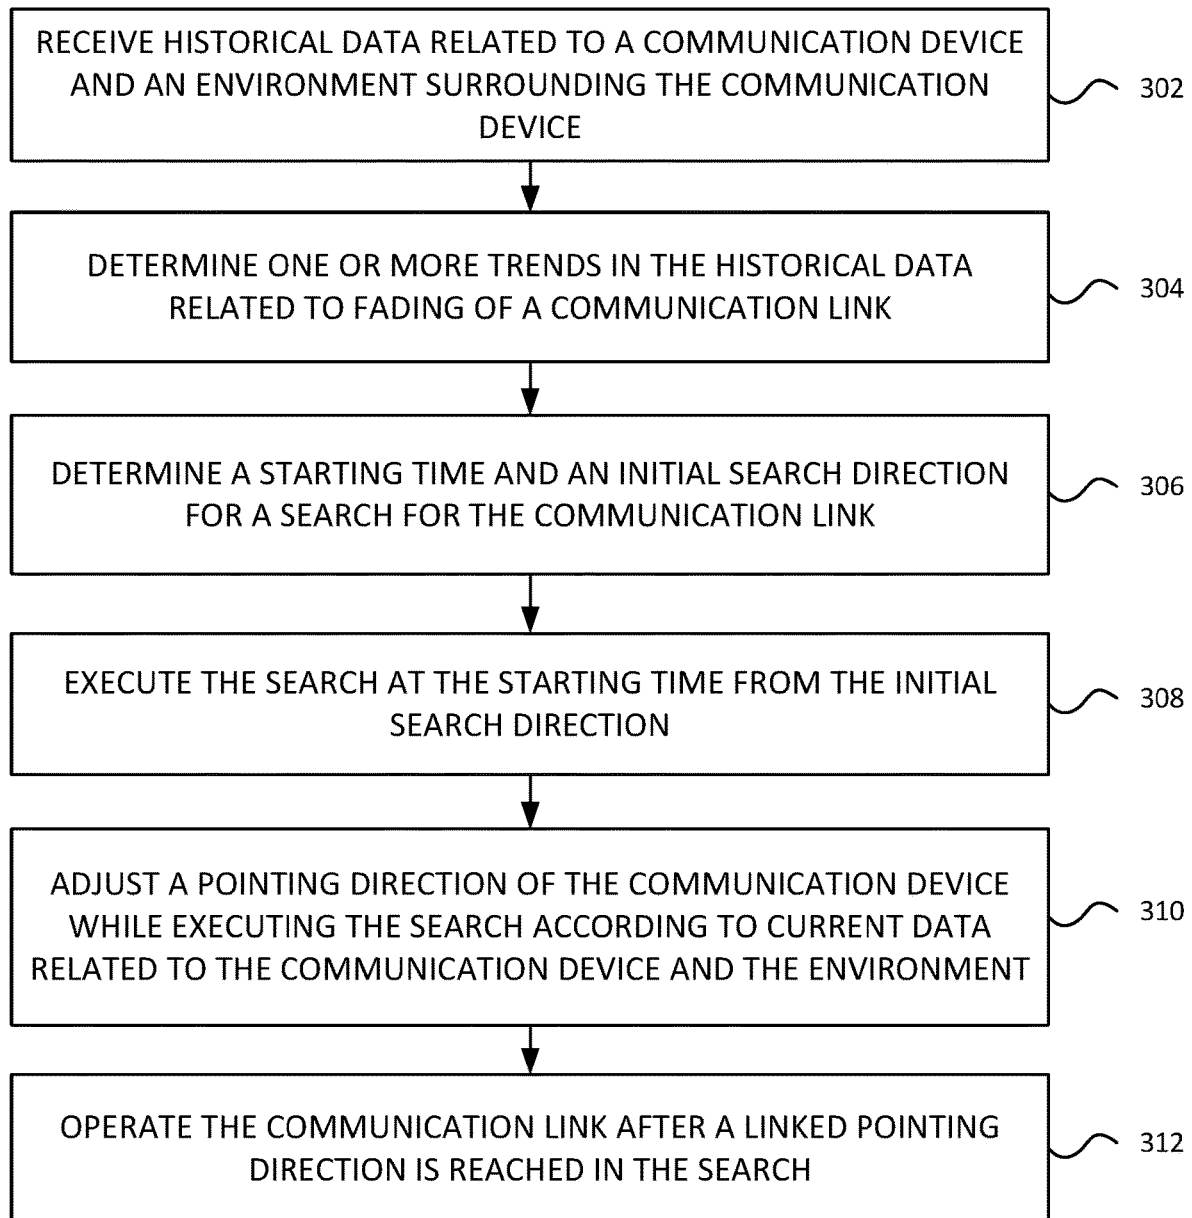 RECEIVE HISTORICAL DATA RELATED TO A COMMUNICATION DEVICE
AND AN ENVIRONMENT SURROUNDING THE COMMUNICATION
DEVICE
302
DETERMINE ONE OR MORE TRENDS IN THE HISTORICAL DATA
RELATED TO FADING OF A COMMUNICATION LINK
304
DETERMINE A STARTING TIME AND AN INITIAL SEARCH DIRECTION
FOR A SEARCH FOR THE COMMUNICATION LINK
306
EXECUTE THE SEARCH AT THE STARTING TIME FROM THE INITIAL
SEARCH DIRECTION
308
ADJUST A POINTING DIRECTION OF THE COMMUNICATION DEVICE
WHILE EXECUTING THE SEARCH ACCORDING TO CURRENT DATA
RELATED TO THE COMMUNICATION DEVICE AND THE ENVIRONMENT
310
OPERATE THE COMMUNICATION LINK AFTER A LINKED POINTING
DIRECTION IS REACHED IN THE SEARCH
312